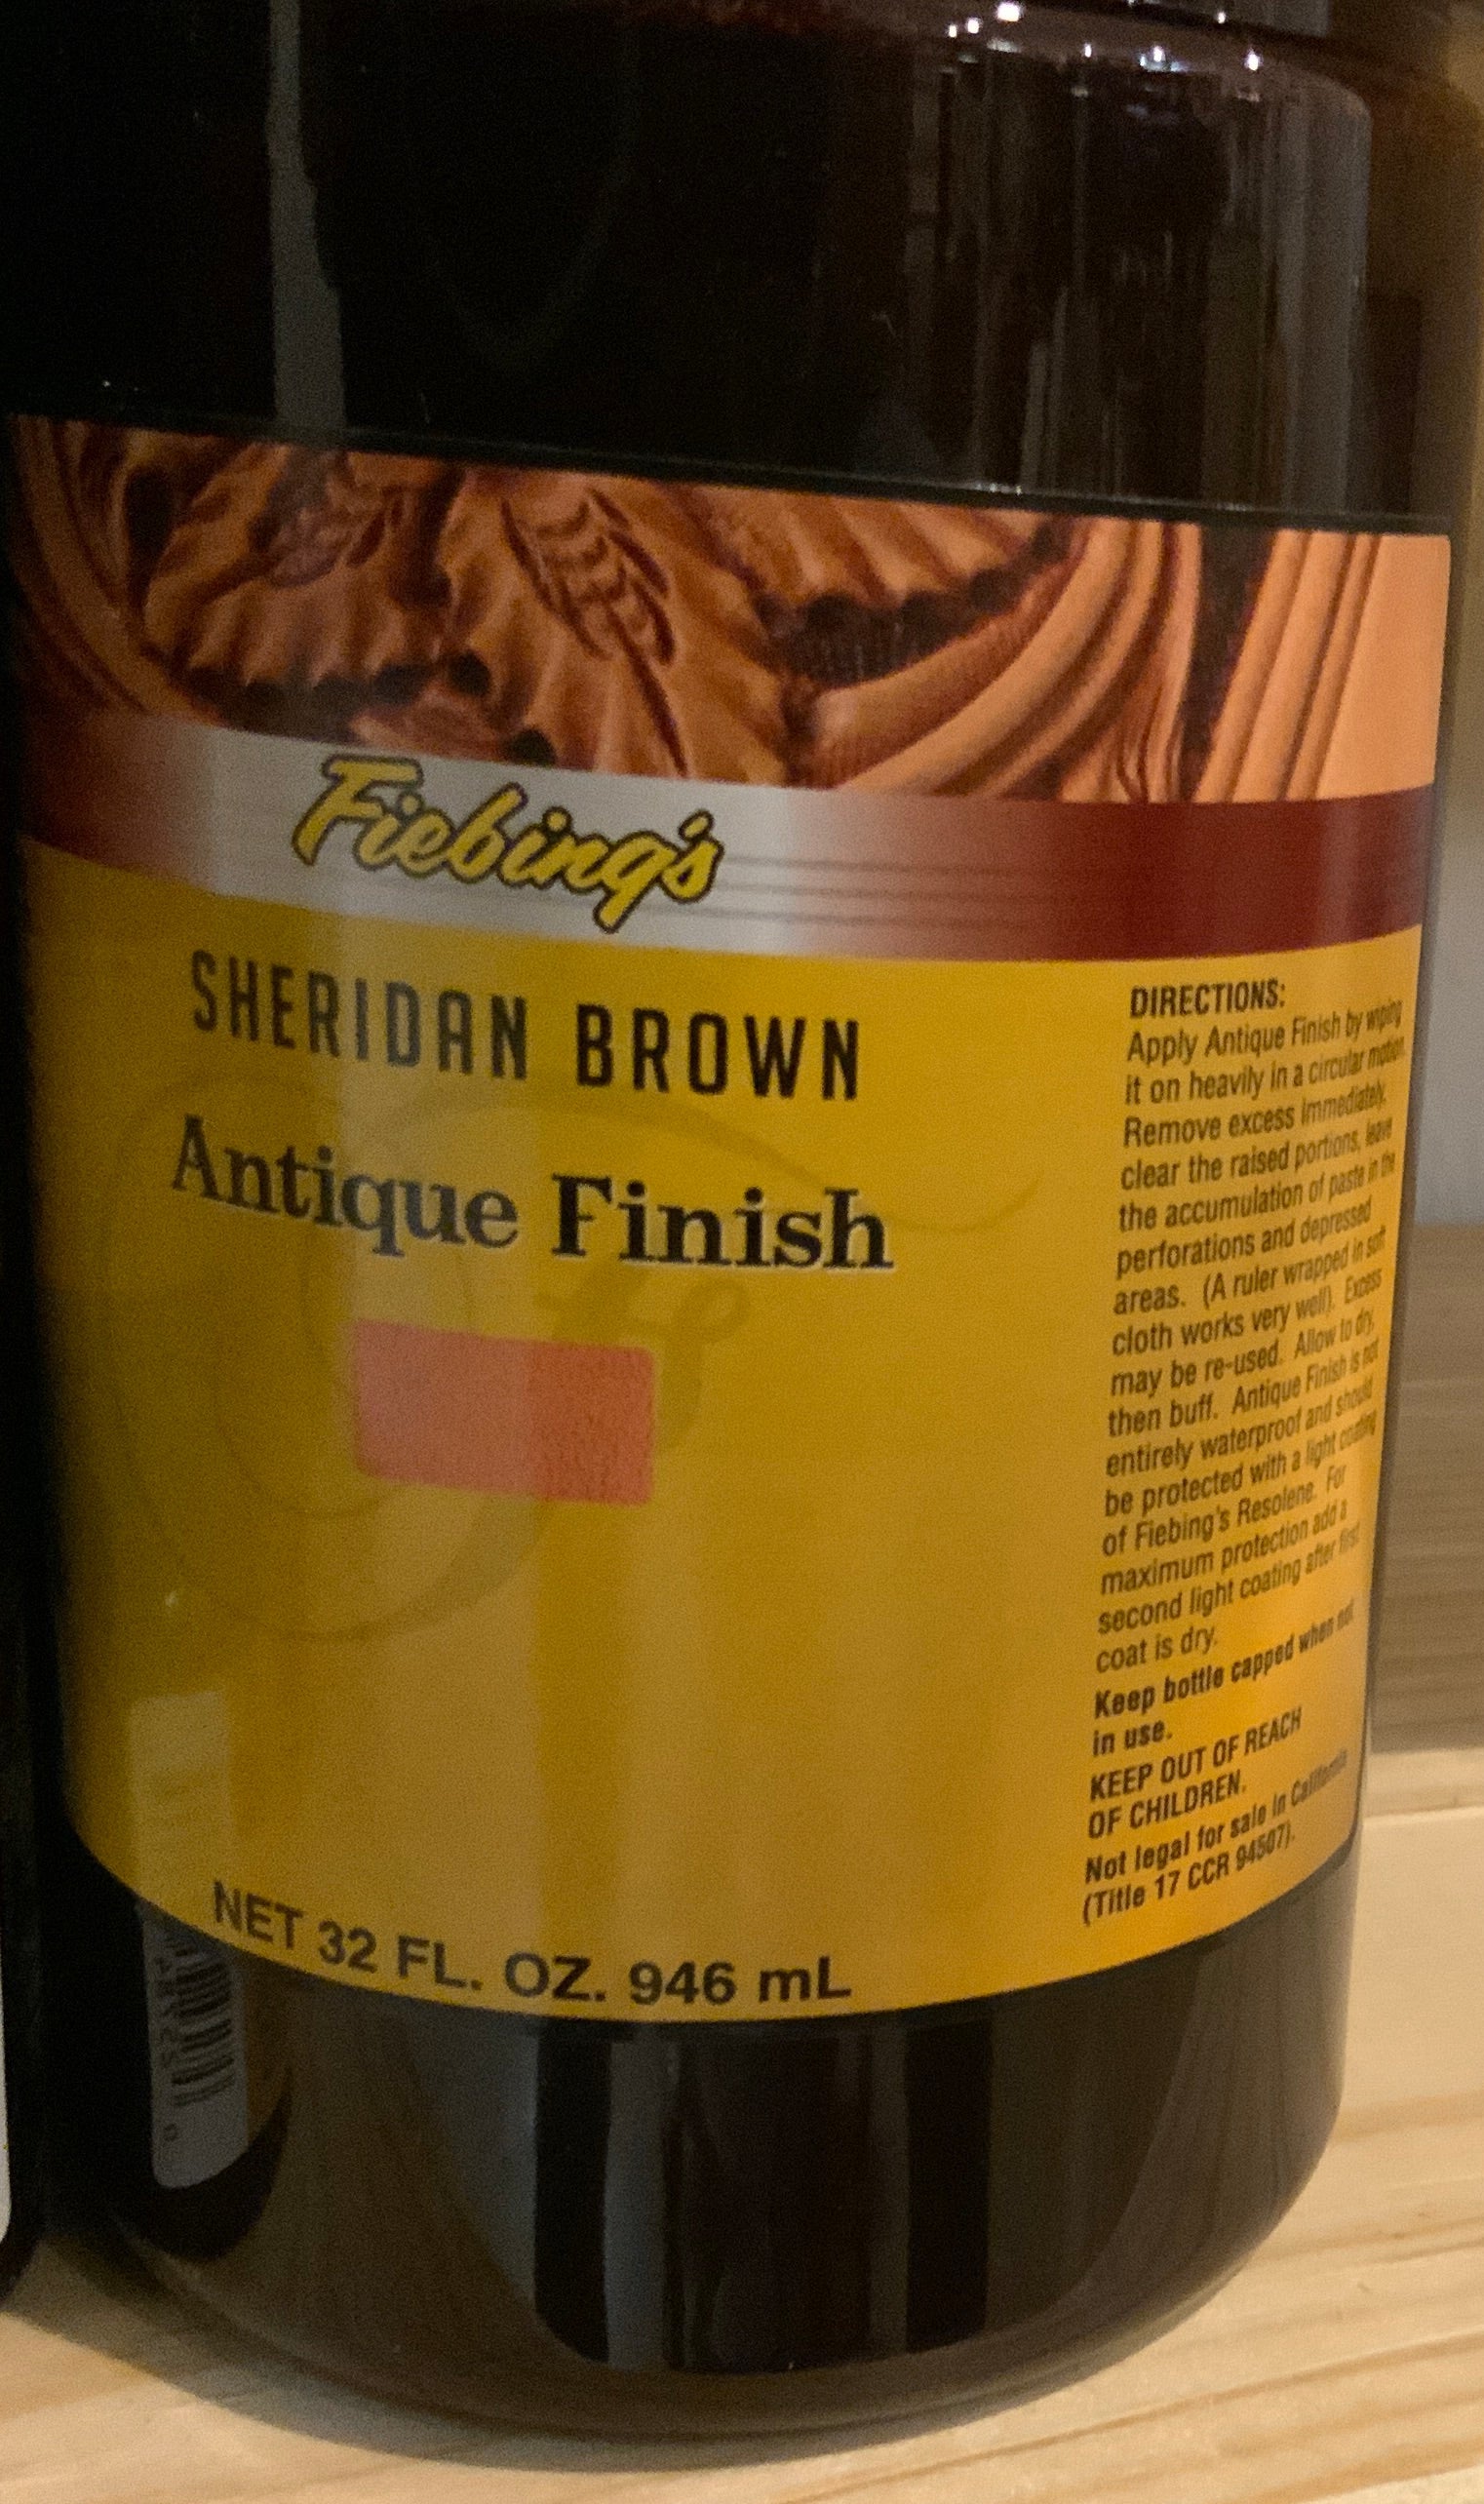 Fiebing's
SHERIDAN BROWN
Antique Finish
NET 32 FL. OZ. 946 mL
DIRECTIONS:
Apply Antique Finish by wiping
it on heavily in a circular motion.
Remove excess immediately,
clear the raised portions, leave
the accumulation of paste in the
perforations and depressed
areas. (A ruler wrapped in soft
cloth works very well). Excess
may be re-used. Allow to dry,
then buff. Antique Finish is not
entirely waterproof and should
be protected with a light coating
of Fiebing's Resolene. For
maximum protection add a
second light coating after first
coat is dry.
Keep bottle capped when not
in use.
KEEP OUT OF REACH
OF CHILDREN.
Not legal for sale in California
(Title 17 CCR 94507).